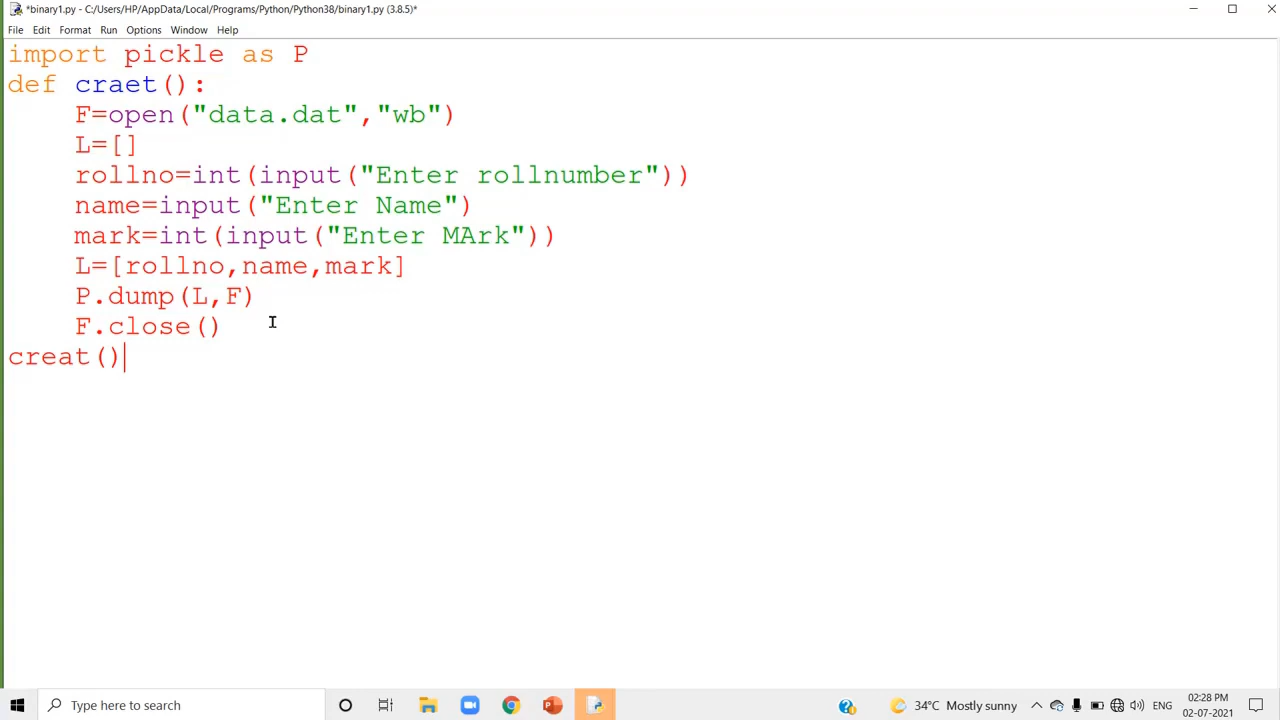 *binary1.py - C:/Users/HP/AppData/Local/Programs/Python/Python38/binary1.py (3.8.5)*
File Edit Format Run Options Window Help
import pickle as P
def craet():
    F=open("data.dat","wb")
    L=[]
    rollno=int(input("Enter rollnumber"))
    name=input("Enter Name")
    mark=int(input("Enter MArk"))
    L=[rollno,name,mark]
    P.dump(L,F)
    F.close()
creat()
Type here to search
34°C Mostly sunny
ENG
02:28 PM
02-07-2021